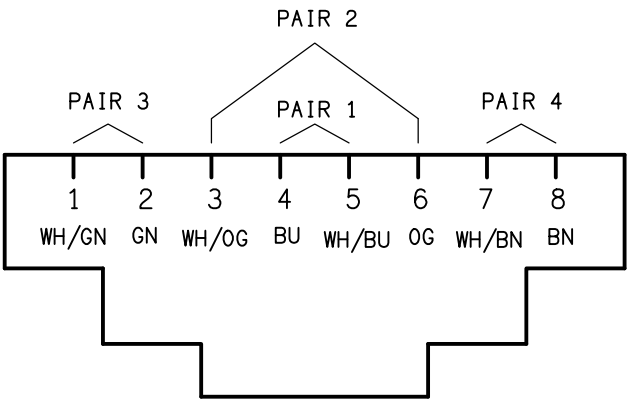 PAIR 2
PAIR 3
PAIR 1
PAIR 4
1 2 3 4 5 6 7 8
WH/GN GN WH/OG BU WH/BU OG WH/BN BN